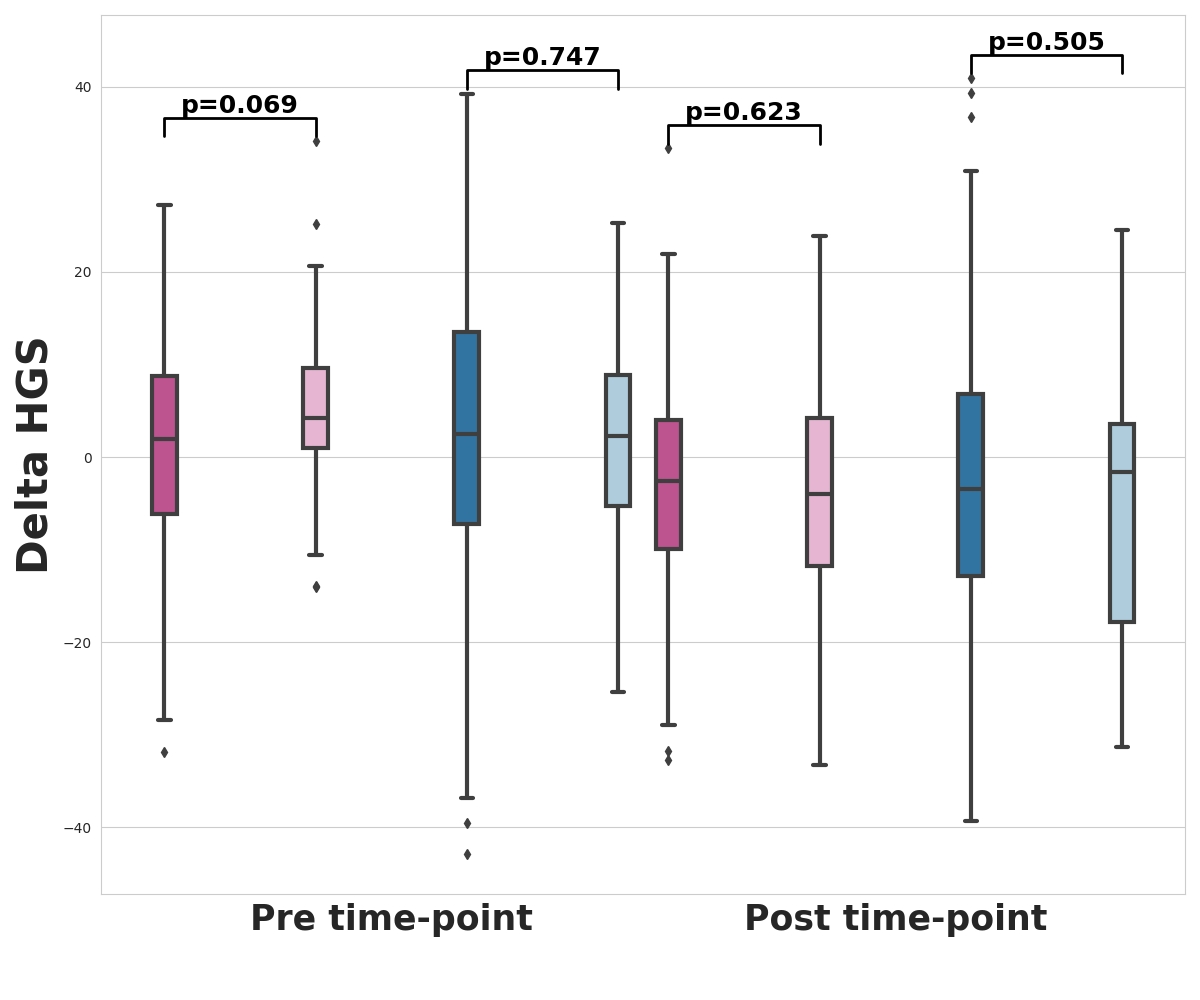 p=0.505
p=0.747
p=0.069
p=0.623
40
20
0
−20
−40
Delta HGS
Pre time-point
Post time-point